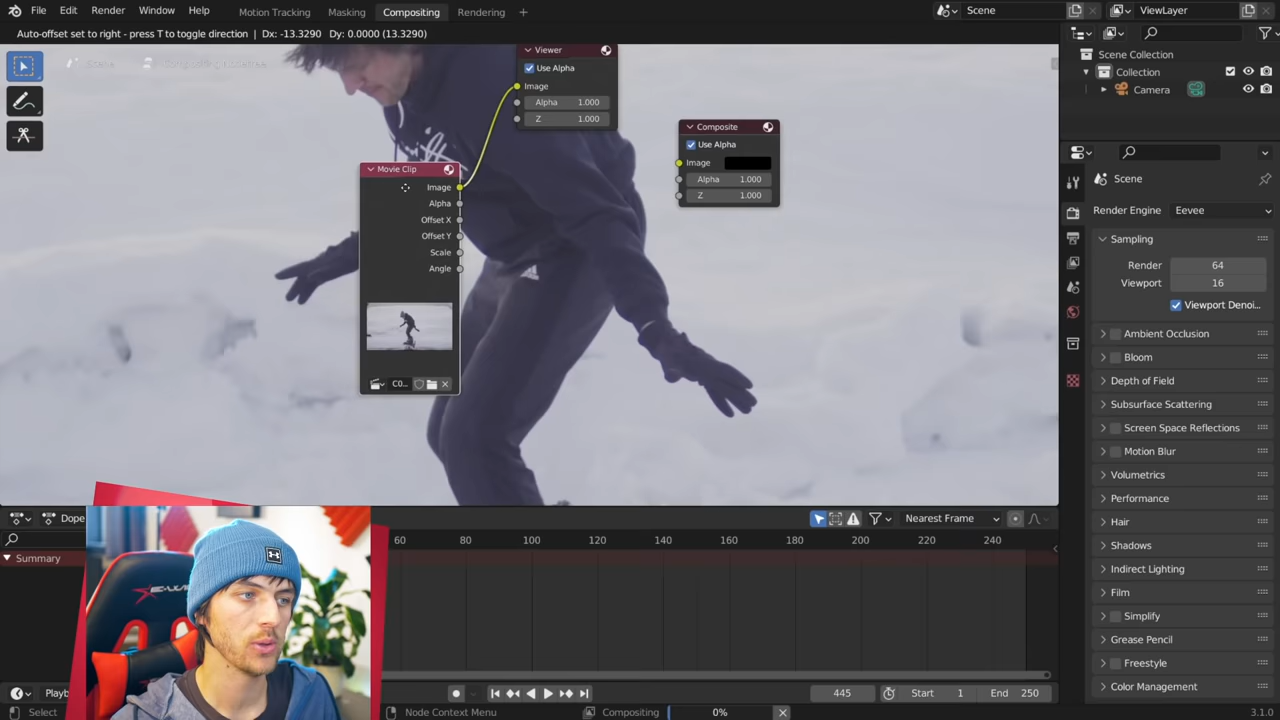 File Edit Render Window Help Motion Tracking Masking Compositing Rendering + Scene ViewLayer
Auto-offset set to right - press T to toggle direction | Dx: -13.3290 Dy: 0.0000 (13.3290)
Scene Collection
Collection
Camera
Viewer
Use Alpha
Image
Alpha 1.000
Z 1.000
Composite
Use Alpha
Image
Alpha 1.000
Z 1.000
Movie Clip
Image
Alpha
Offset X
Offset Y
Scale
Angle
C0...
Scene
Render Engine Eevee
Sampling
Render 64
Viewport 16
Viewport Denoi...
Ambient Occlusion
Bloom
Depth of Field
Subsurface Scattering
Screen Space Reflections
Motion Blur
Volumetrics
Performance
Hair
Shadows
Indirect Lighting
Film
Simplify
Grease Pencil
Freestyle
Color Management
Dope
Nearest Frame
60 80 100 120 140 160 180 200 220 240
Summary
Playb
445 Start 1 End 250
Select Node Context Menu Compositing 0% 3.1.0